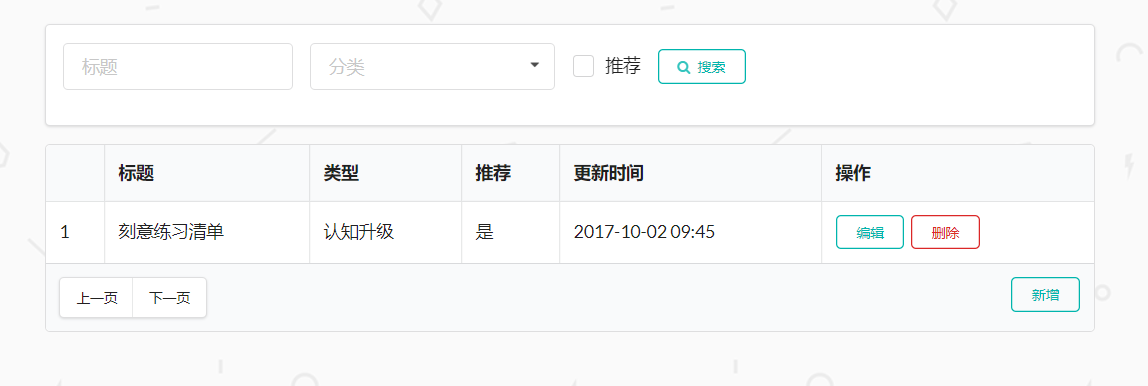 标题 分类 推荐 搜索
标题 类型 推荐 更新时间 操作
1 刻意练习清单 认知升级 是 2017-10-02 09:45 编辑 删除
上一页 下一页 新增